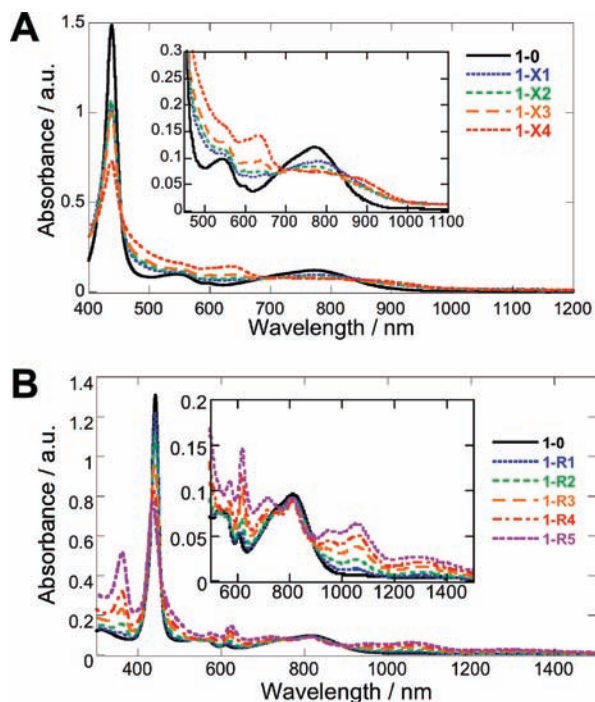 A
Absorbance / a.u.
1.5
1
0.5
0
400 500 600 700 800 900 1000 1100 1200
Wavelength / nm
0.3
0.25
0.2
0.15
0.1
0.05
0
500 600 700 800 900 1000 1100
1-0
1-X1
1-X2
1-X3
1-X4
B
Absorbance / a.u.
1.4
1.2
1
0.8
0.6
0.4
0.2
0
400 600 800 1000 1200 1400
Wavelength / nm
0.2
0.15
0.1
0.05
0
600 800 1000 1200 1400
1-0
1-R1
1-R2
1-R3
1-R4
1-R5